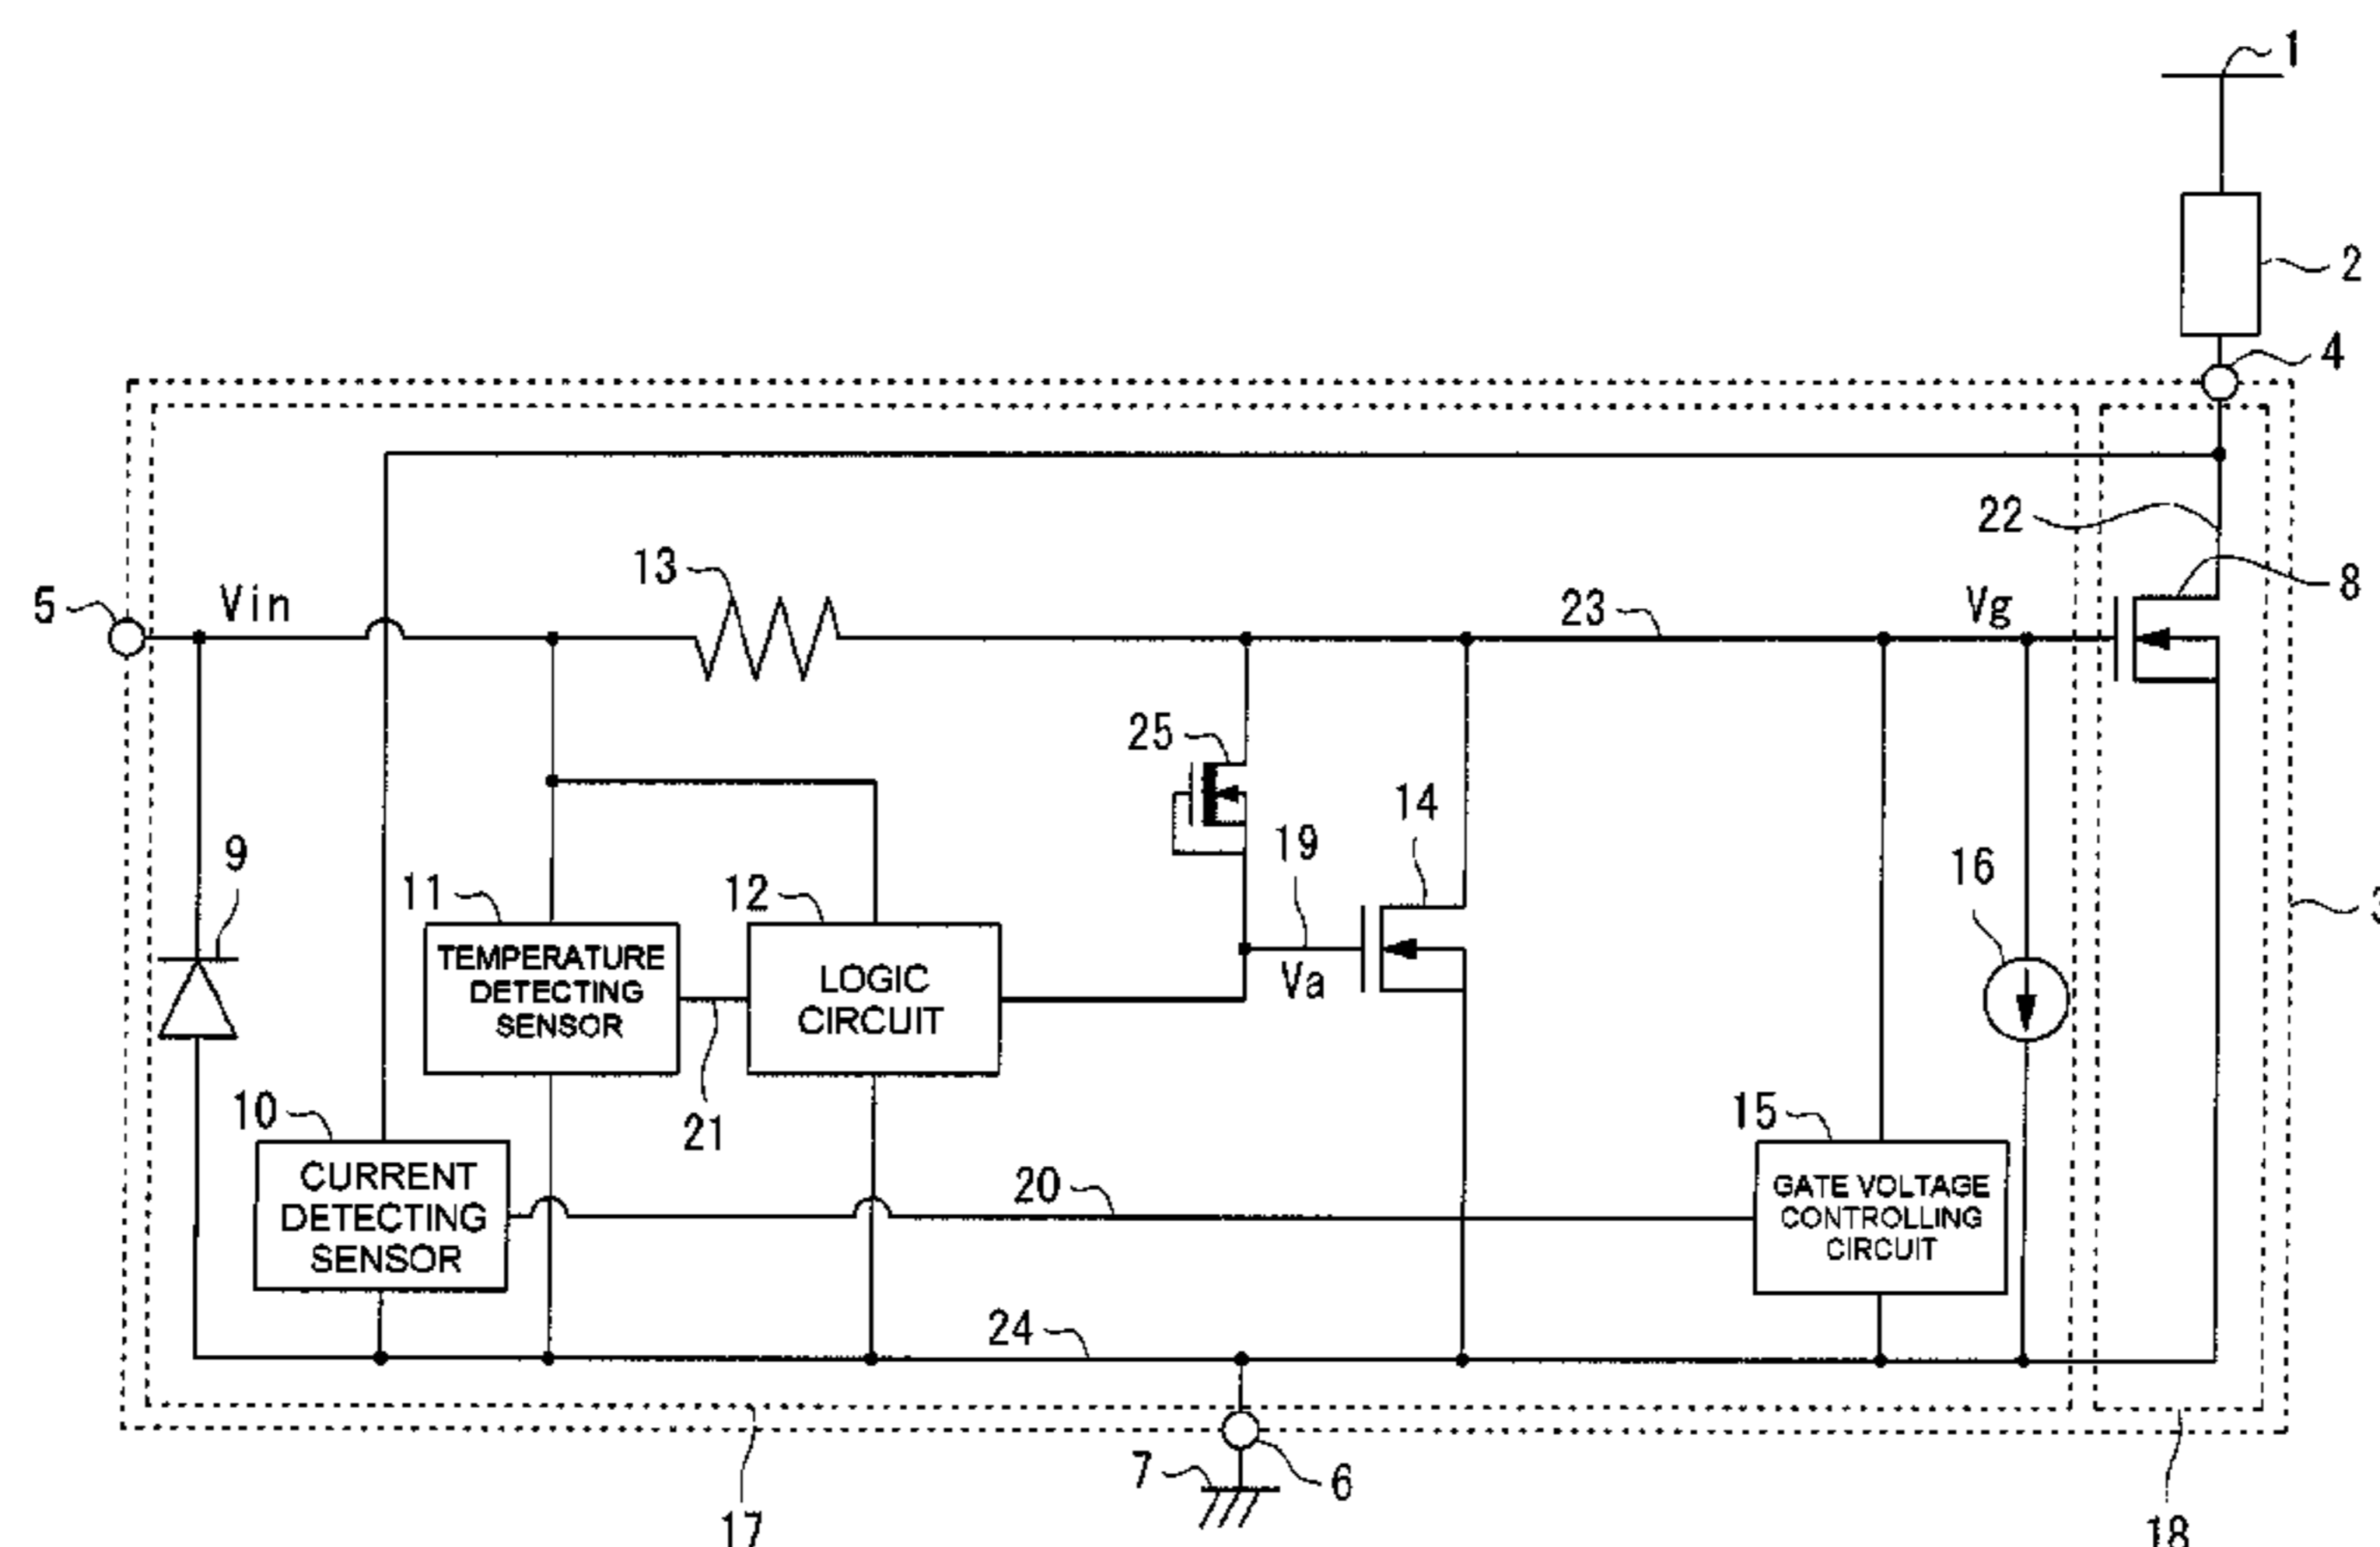 1
2
4
22
8
13
23
Vg
5
Vin
25
14
19
16
9
11
12
TEMPERATURE
DETECTING
SENSOR
LOGIC
CIRCUIT
Va
10
21
15
CURRENT
DETECTING
SENSOR
20
GATE VOLTAGE
CONTROLLING
CIRCUIT
24
7
6
17
18